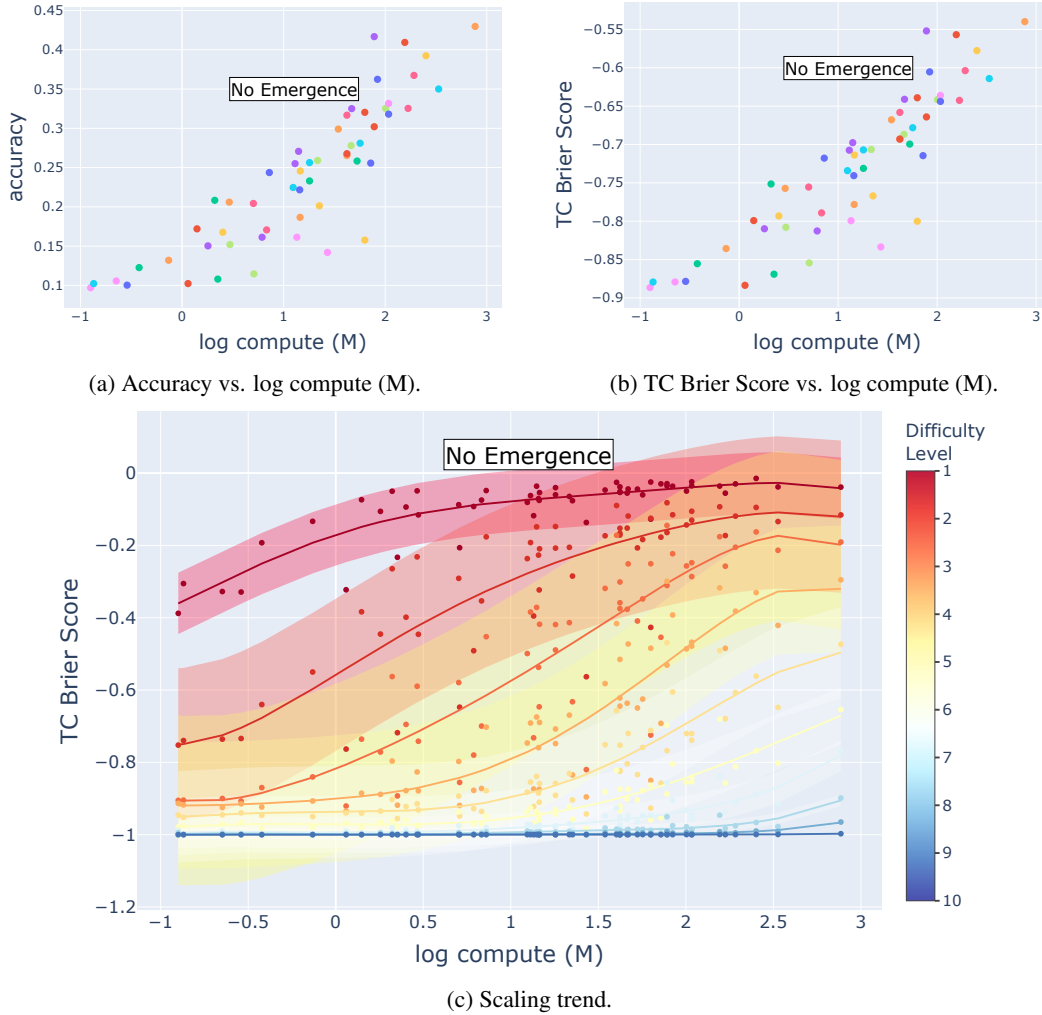 0.45
0.4
0.35
0.3
0.25
0.2
0.15
0.1
accuracy
No Emergence
−1 0 1 2 3
log compute (M)
(a) Accuracy vs. log compute (M).
−0.55
−0.6
−0.65
−0.7
−0.75
−0.8
−0.85
−0.9
TC Brier Score
No Emergence
−1 0 1 2 3
log compute (M)
(b) TC Brier Score vs. log compute (M).
0
−0.2
−0.4
−0.6
−0.8
−1
−1.2
TC Brier Score
No Emergence
−1 −0.5 0 0.5 1 1.5 2 2.5 3
log compute (M)
Difficulty
Level
1
2
3
4
5
6
7
8
9
10
(c) Scaling trend.